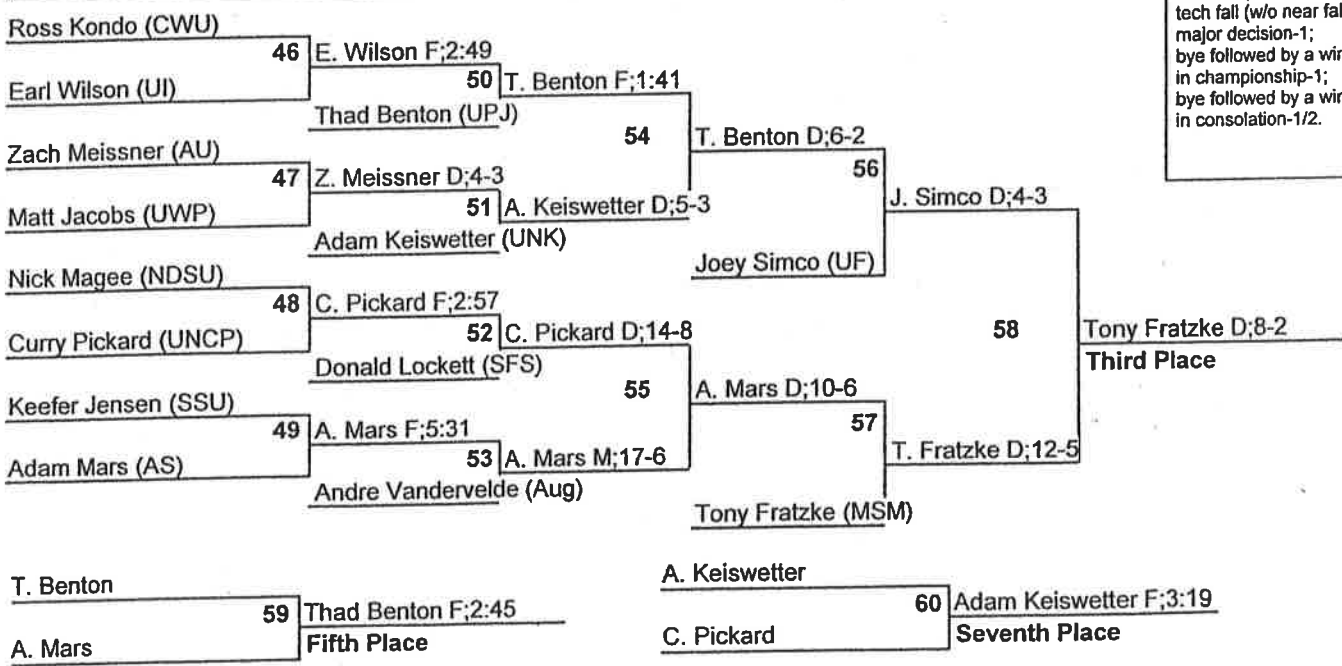 tech fall (w/o near fal
major decision-1;
bye followed by a win
in championship-1;
bye followed by a win
in consolation-1/2.
Ross Kondo (CWU)
46 E. Wilson F;2:49
Earl Wilson (UI)
50 T. Benton F;1:41
Thad Benton (UPJ)
54 T. Benton D;6-2
Zach Meissner (AU)
47 Z. Meissner D;4-3
Matt Jacobs (UWP)
51 A. Keiswetter D;5-3
Adam Keiswetter (UNK)
56 J. Simco D;4-3
Joey Simco (UF)
Nick Magee (NDSU)
48 C. Pickard F;2:57
Curry Pickard (UNCP)
52 C. Pickard D;14-8
Donald Lockett (SFS)
58 Tony Fratzke D;8-2
Third Place
Keefer Jensen (SSU)
55 A. Mars D;10-6
49 A. Mars F;5:31
Adam Mars (AS)
53 A. Mars M;17-6
Andre Vandervelde (Aug)
57 T. Fratzke D;12-5
Tony Fratzke (MSM)
T. Benton
59 Thad Benton F;2:45
A. Mars
Fifth Place
A. Keiswetter
60 Adam Keiswetter F;3:19
C. Pickard
Seventh Place